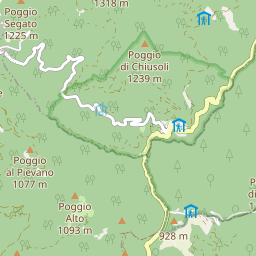 1318 m
Poggio
Segato
1225 m
Poggio
di Chiusoli
1239 m
Poggio
al Pievano
1077 m
Poggio
Alto
1093 m
928 m